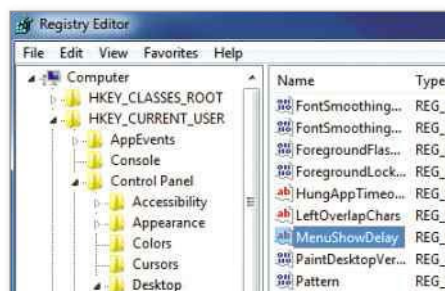 Registry Editor
File Edit View Favorites Help
Computer
HKEY_CLASSES_ROOT
HKEY_CURRENT_USER
AppEvents
Console
Control Panel
Accessibility
Appearance
Colors
Cursors
Desktop
Name Type
FontSmoothing... REG_
FontSmoothing... REG_
ForegroundFlas... REG_
ForegroundLock... REG_
HungAppTimeo... REG_
LeftOverlapChars REG_
MenuShowDelay REG_
PaintDesktopVer... REG_
Pattern REG_